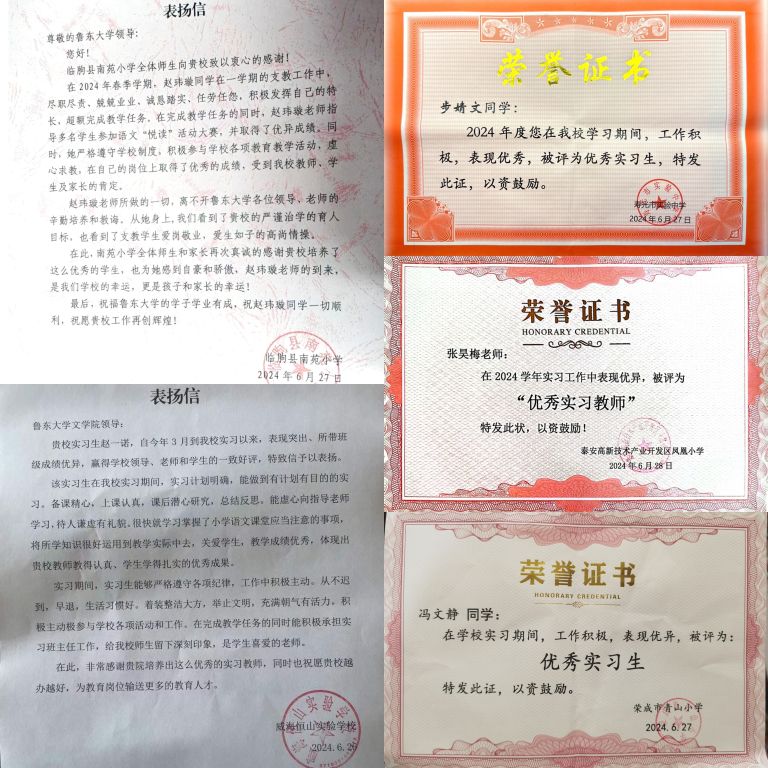 表扬信
尊敬的鲁东大学领导:
您好!
临朐县南苑小学全体师生向贵校致以衷心的感谢!
在2024年春季学期,赵玮璇同学在一学期的支教工作中,
尽职尽责、兢兢业业、诚恳踏实、任劳任怨,积极发挥自己的特
长,超额完成教学任务。在完成教学任务的同时,赵玮璇老师指
导多名学生参加语文“悦读”活动大赛,并取得了优异成绩。同
时,她严格遵守学校制度,积极参与学校各项教育教学活动,虚
心求教,在自己的岗位上取得了优秀的成绩,受到我校教师、学
生及家长的肯定。
赵玮璇老师所做的一切,离不开鲁东大学各位领导、老师的
辛勤培养和教诲。从她身上,我们看到了贵校的严谨治学的育人
目标,也看到了支教学生爱岗敬业,爱生如子的高尚情操。
在此,南苑小学全体师生和家长再次真诚的感谢贵校培养了
这么优秀的学生,也为她感到自豪和骄傲,赵玮璇老师的到来,
是我们学校的幸运,更是孩子和家长的幸运!
最后,祝福鲁东大学的学子学业有成,祝赵玮璇同学一切顺
利,祝愿贵校工作再创辉煌!
临朐县南苑小学
2024年6月27日
表扬信
鲁东大学文学院领导:
贵校实习生赵一诺,自今年3月到我校实习以来,表现突出、所带班
级成绩优异,赢得学校领导、老师和学生的一致好评,特致信予以表扬。
该实习生在我校实习期间,实习计划明确,能做到有计划有目的的实
习。备课精心,上课认真,课后潜心研究,总结反思。能虚心向指导老师
学习,待人谦虚有礼貌。很快就学习掌握了小学语文课堂应当注意的事项,
将所学知识很好运用到教学实际中去,关爱学生,教学成绩优秀,体现出
贵校教师教得认真、学生学得扎实的优秀成果。
实习期间,实习生能够严格遵守各项纪律,工作中积极主动。从不迟
到,早退,生活习惯好。着装整洁大方,举止文明,充满朝气有活力。积
极主动极参与学校各项活动和工作。在完成教学任务的同时能积极承担实
习班主任工作,给我校师生留下深刻印象,是学生喜爱的老师。
在此,非常感谢贵院培养出这么优秀的实习教师,同时也祝愿贵校越
办越好,为教育岗位输送更多的教育人才。
威海恒山实验学校
2024.6.26
荣誉证书
步婧文同学:
2024年度您在我校学习期间,工作积
极,表现优秀,被评为优秀实习生,特发
此证,以资鼓励。
寿光市实验中学
2024年6月27日
荣誉证书
HONORARY CREDENTIAL
张昊梅老师:
在2024学年实习工作中表现优异,被评为
“优秀实习教师”
特发此状,以资鼓励!
泰安高新技术产业开发区凤凰小学
2024年6月28日
荣誉证书
HONORARY CREDENTIAL
冯文静 同学:
在学校实习期间,工作积极,表现优异,被评为:
优秀实习生
特发此证,以资鼓励。
荣成市青山小学
2024.6.27